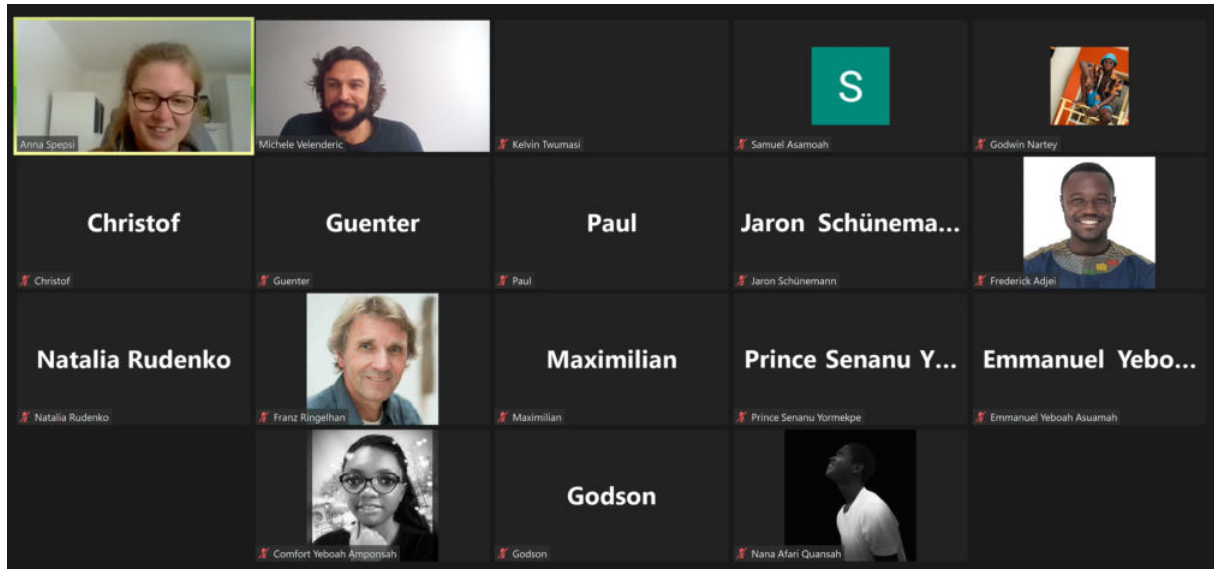 Anna Spepsi
Michele Velenderic
Kelvin Twumasi
S
Samuel Asamoah
Godwin Nartey
Christof
Christof
Guenter
Guenter
Paul
Paul
Jaron Schünema...
Jaron Schünemann
Frederick Adjei
Natalia Rudenko
Natalia Rudenko
Franz Ringelhan
Maximilian
Maximilian
Prince Senanu Y...
Prince Senanu Yormekpe
Emmanuel Yebo...
Emmanuel Yeboah Asuamah
Comfort Yeboah Amponsah
Godson
Godson
Nana Afari Quansah